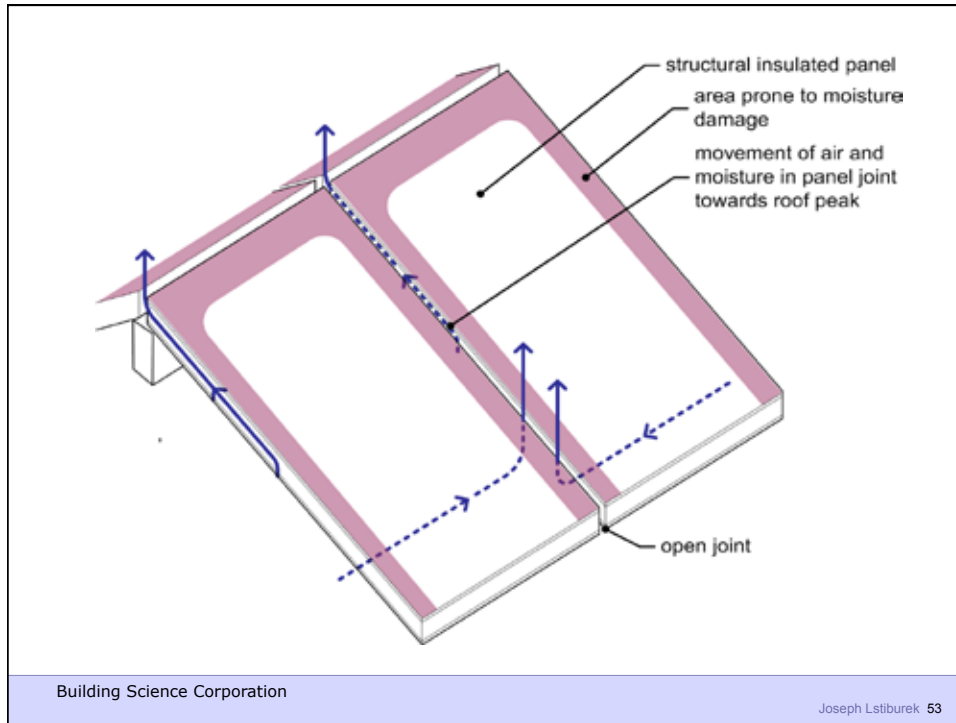 structural insulated panel
area prone to moisture
damage
movement of air and
moisture in panel joint
towards roof peak
open joint
Building Science Corporation
Joseph Lstiburek 53